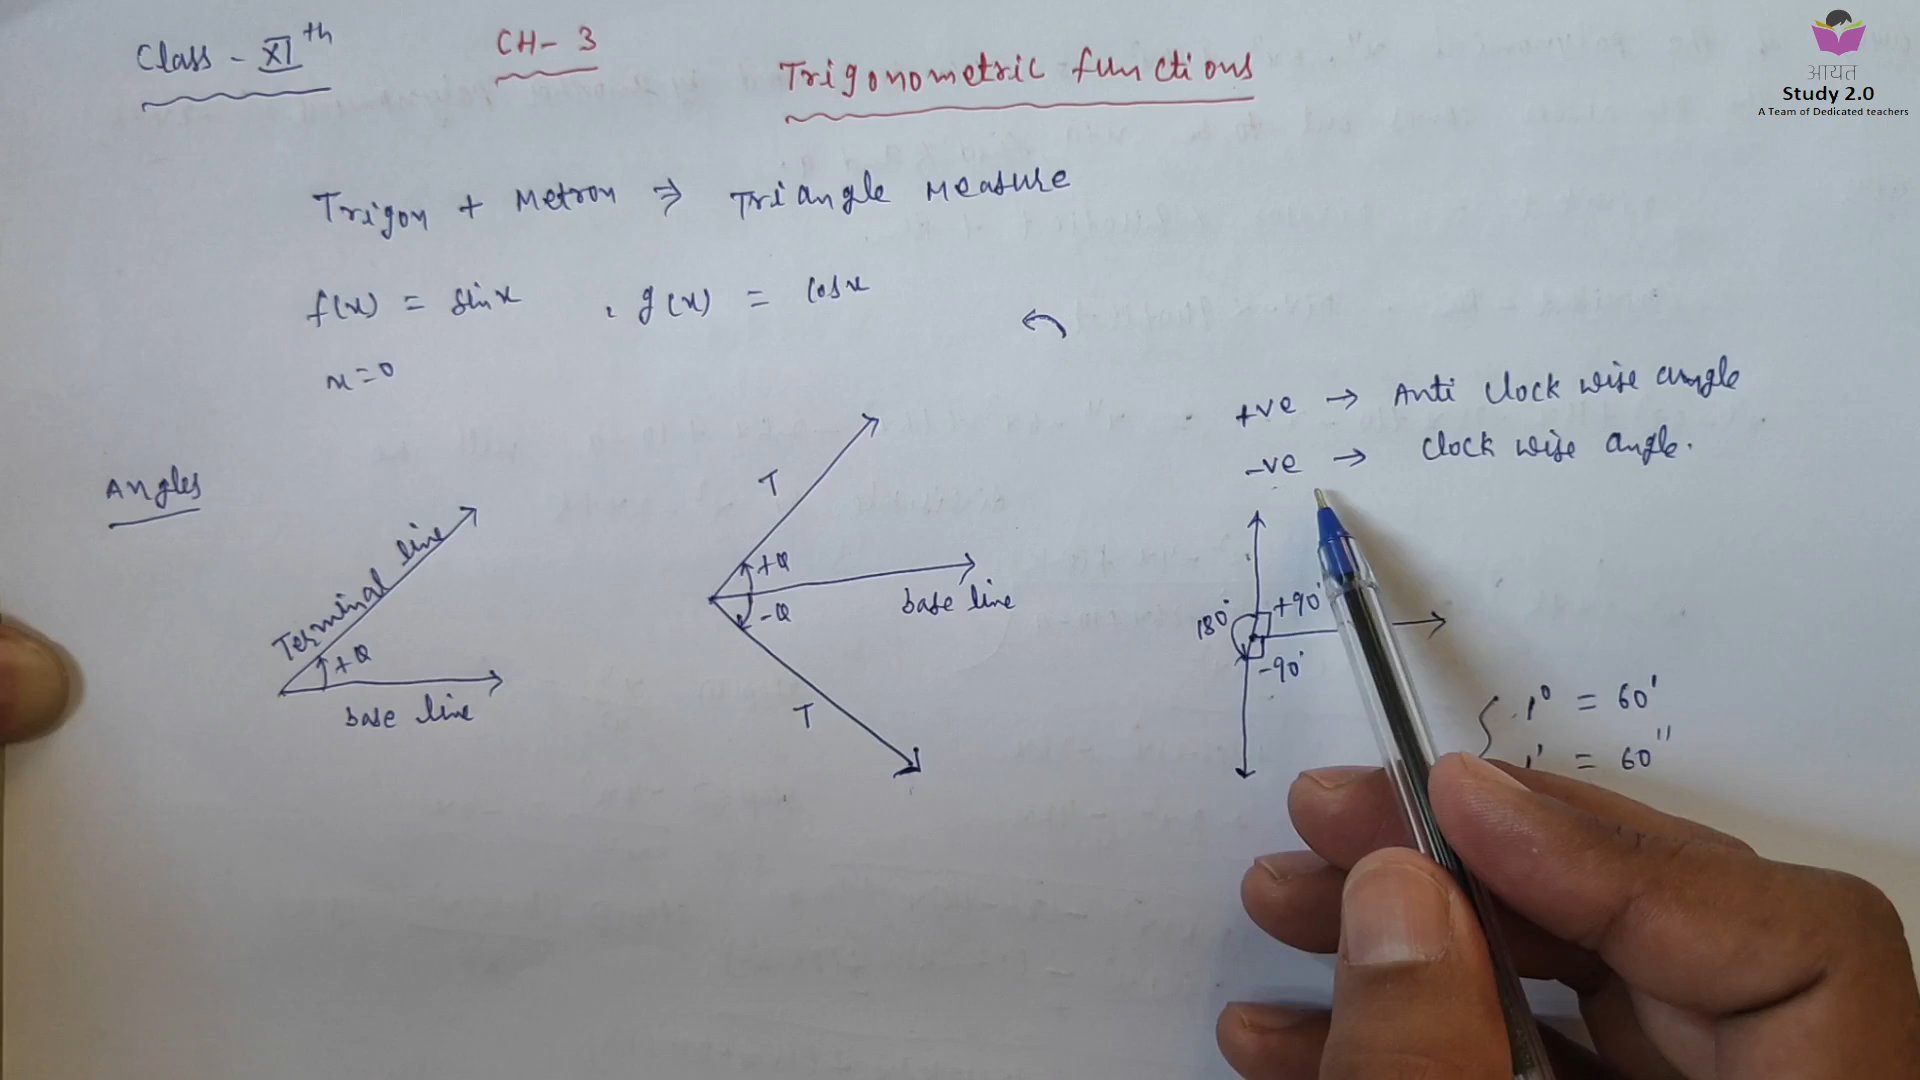 Class - XI th
CH- 3
Trigonometric functions
आयत
Study 2.0
A Team of Dedicated teachers
Trigon + Metron ⇒ Triangle Measure
f(x) = sinx , g(x) = cosx
x=0
+ve → Anti clock wise angle
-ve → clock wise angle.
Angles
Terminal line
+θ
base line
T
+θ
-θ
base line
T
180°
+90°
-90°
1° = 60'
1' = 60"